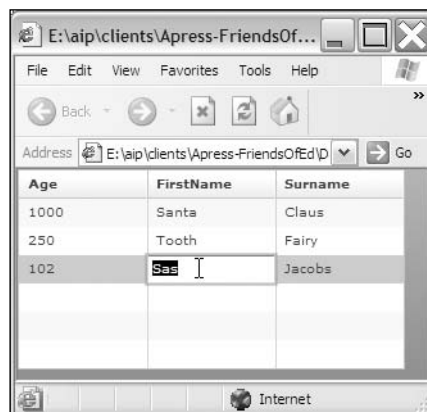 E:\aip\clients\Apress-FriendsOf...
File Edit View Favorites Tools Help
Back
»
Address E:\aip\clients\Apress-FriendsOfEd\D Go
Age FirstName Surname
1000 Santa Claus
250 Tooth Fairy
102 Sas Jacobs
Internet